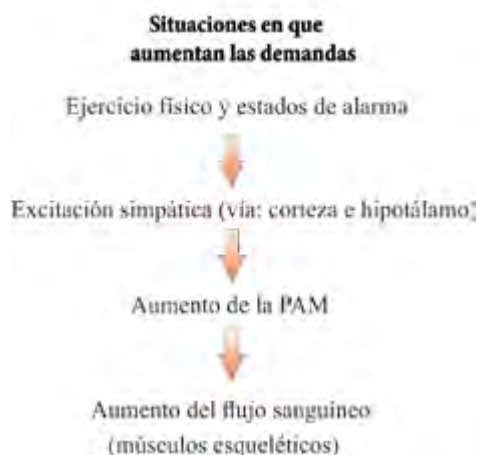 Situaciones en que
aumentan las demandas
Ejercicio físico y estados de alarma
Excitación simpática (vía: corteza e hipotálamo)
Aumento de la PAM
Aumento del flujo sanguíneo
(músculos esqueléticos)